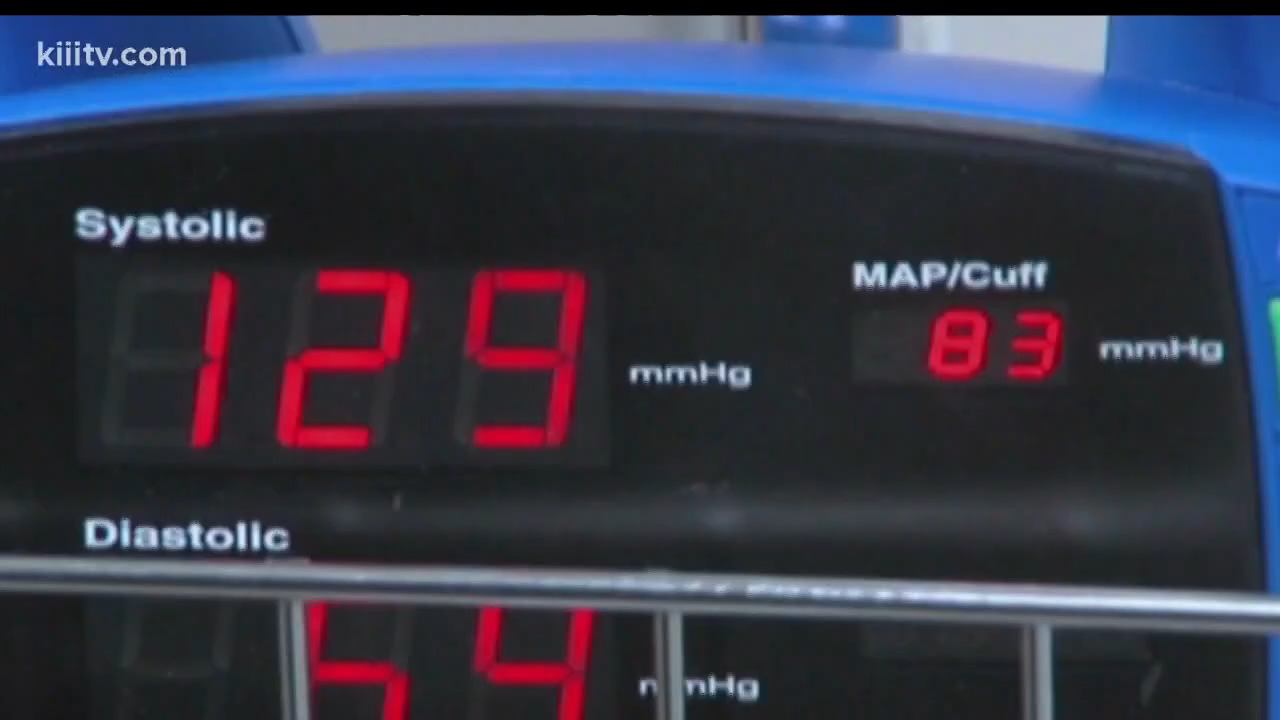 kiiitv.com
Systolic
129 mmHg
MAP/Cuff
83 mmHg
Diastolic
mmHg